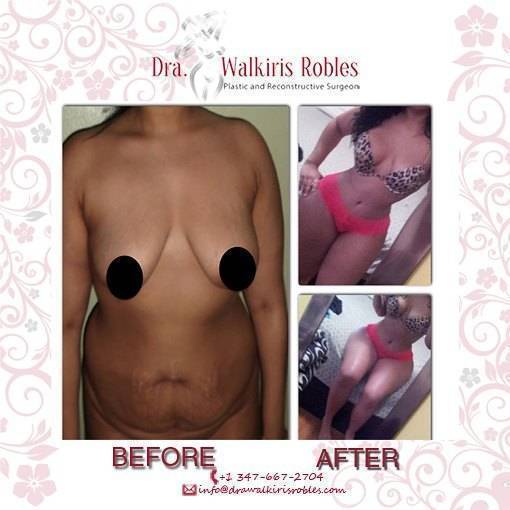 Dra. Walkiris Robles
Plastic and Reconstructive Surgeon
BEFORE AFTER
+1 347-667-2704
info@drawalkirisrobles.com